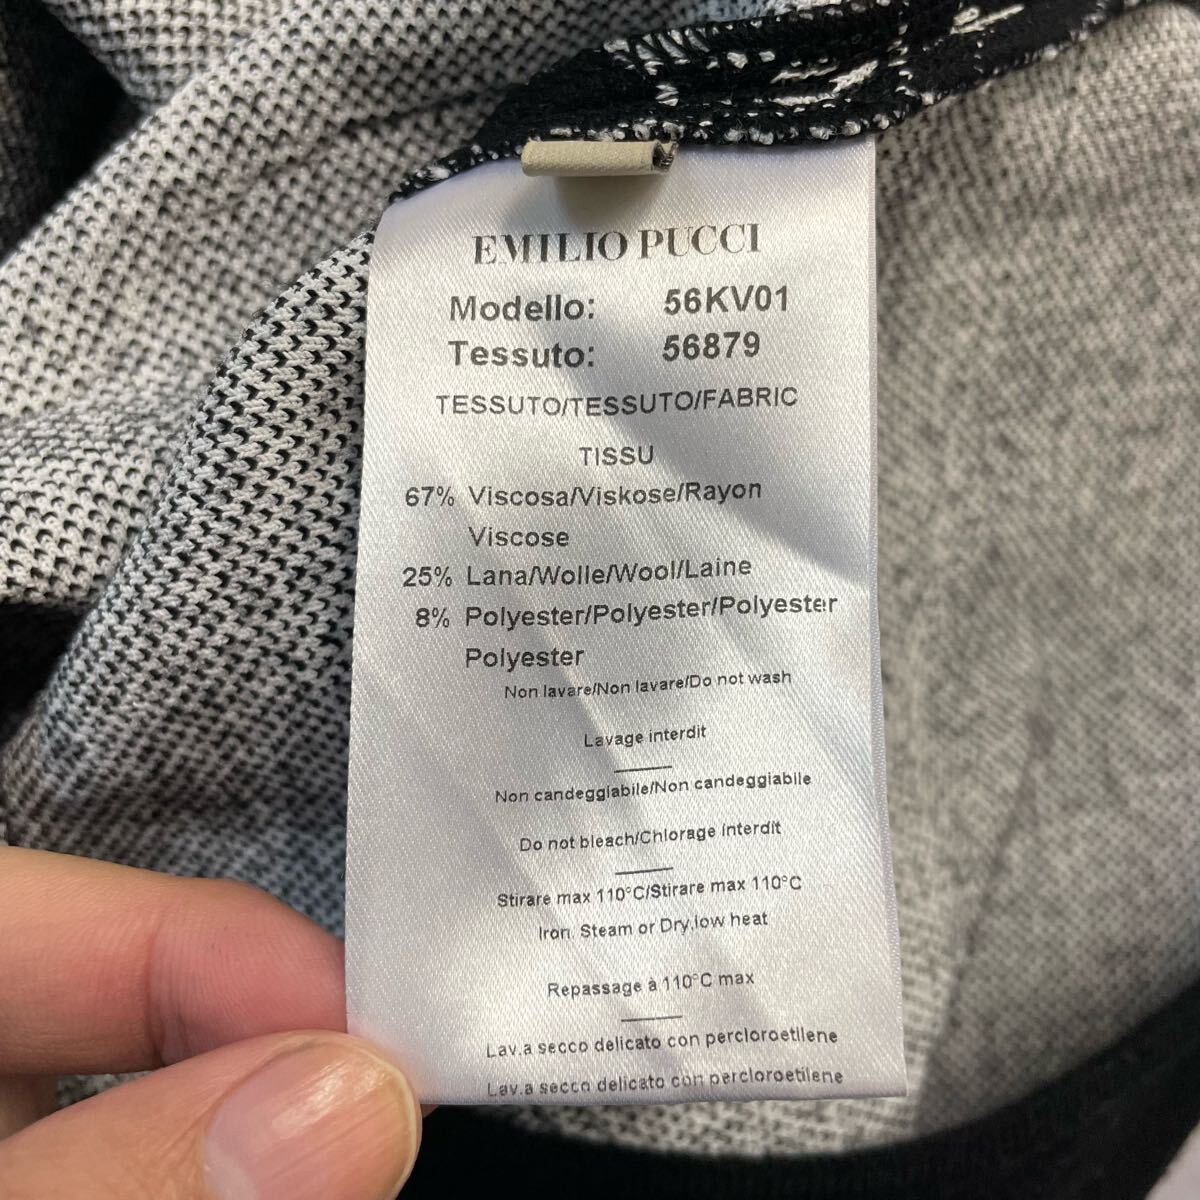 EMILIO PUCCI
Modello: 56KV01
Tessuto: 56879
TESSUTO/TESSUTO/FABRIC
TISSU
67% Viscosa/Viskose/Rayon
Viscose
25% Lana/Wolle/Wool/Laine
8% Polyester/Polyester/Polyester
Polyester
Non lavare/Non lavare/Do not wash
Lavage interdit
Non candeggiabile/Non candeggiabile
Do not bleach/Chlorage interdit
Stirare max 110°C/Stirare max 110°C
Iron. Steam or Dry,low heat
Repassage à 110°C max
Lav.a secco delicato con percloroetilene
Lav.a secco delicato con percloroetilene